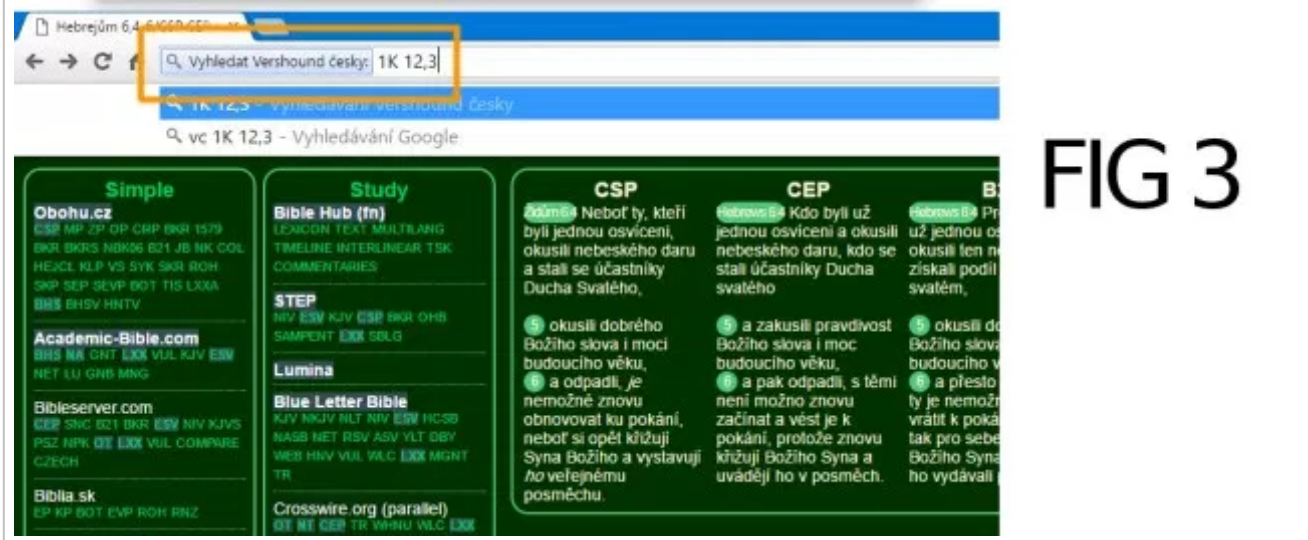 Hebrejům 6,4-6/CSP CEP
Vyhledat Vershound česky: 1K 12,3
1K 12,3 - Vyhledávání Vershound česky
vc 1K 12,3 - Vyhledávání Google
FIG 3
Simple
Obohu.cz
CSP MP ZP OP CRP BKR 1579
BKR BKRS NBK06 B21 JB NK COL
HEJCL KLP VS SYK SKR ROH
SKP SEP SEVP BOT TIS LXXA
BHS BHSV HNTV
Academic-Bible.com
BHS NA GNT LXX VUL KJV ESV
NET LU GNB MNG
Bibleserver.com
CEP SNC B21 BKR ESV NIV KJVS
PSZ NPK OT LXX VUL COMPARE
CZECH
Biblia.sk
EP KP BOT EVP ROH RNZ
Study
Bible Hub (fn)
LEXICON TEXT MULTILANG
TIMELINE INTERLINEAR TSK
COMMENTARIES
STEP
NIV ESV KJV CSP BKR OHB
SAMPENT LXX SBLG
Lumina
Blue Letter Bible
KJV NKJV NLT NIV ESV HCSB
NASB NET RSV ASV YLT DBY
WEB HNV VUL WLC LXX MGNT
TR
Crosswire.org (parallel)
OT NT CEP TR WHNU WLC LXX
CSP
Židům 6,4 Neboť ty, kteří
byli jednou osvíceni,
okusili nebeského daru
a stali se účastníky
Ducha Svatého,
5 okusili dobrého
Božího slova i moci
budoucího věku,
6 a odpadli, je
nemožné znovu
obnovovat ku pokání,
neboť si opět křižují
Syna Božího a vystavují
ho veřejnému
posměchu.
CEP
Hebrews 6:4 Kdo byli už
jednou osvíceni a okusili
nebeského daru, kdo se
stali účastníky Ducha
svatého
5 a zakusili pravdivost
Božího slova i moc
budoucího věku,
6 a pak odpadli, s těmi
není možno znovu
začínat a vést je k
pokání, protože znovu
křižují Božího Syna a
uvádějí ho v posměch.
Hebrews 6:4
už jednou
okusili ten
získali podíl
svatém,
5 okusili
Božího slova
budoucího
6 a přesto
ty je
vrátit k
tak pro sebe
Božího Syna
ho vydávali